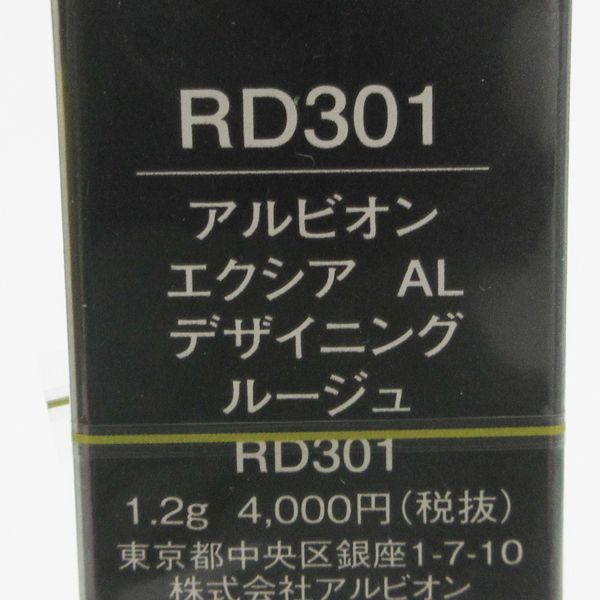 RD301
アルビオン
エクシア AL
デザイニング
ルージュ
RD301
1.2g 4,000円(税抜)
東京都中央区銀座1-7-10
株式会社アルビオン